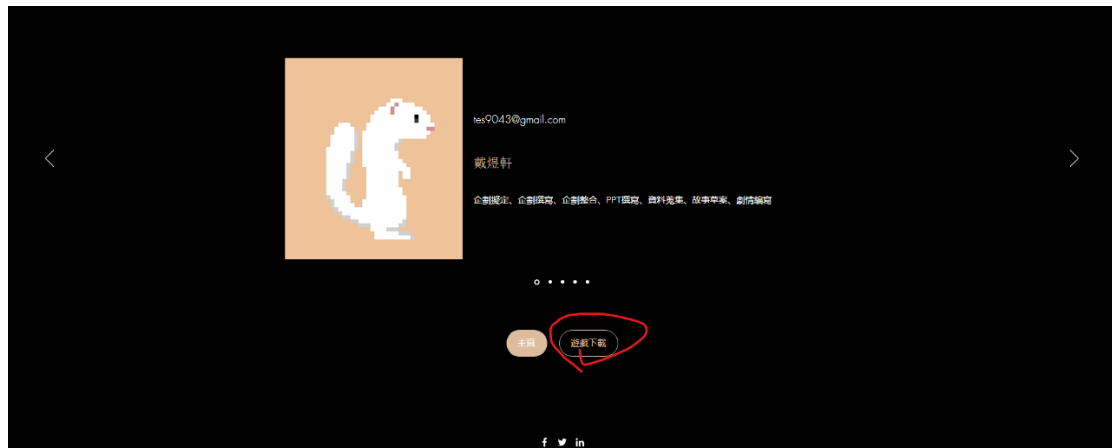 tes9043@gmail.com
戴煜軒
企劃擬定、企劃撰寫、企劃整合、PPT撰寫、資料蒐集、故事草案、劇情編寫
主頁
遊戲下載